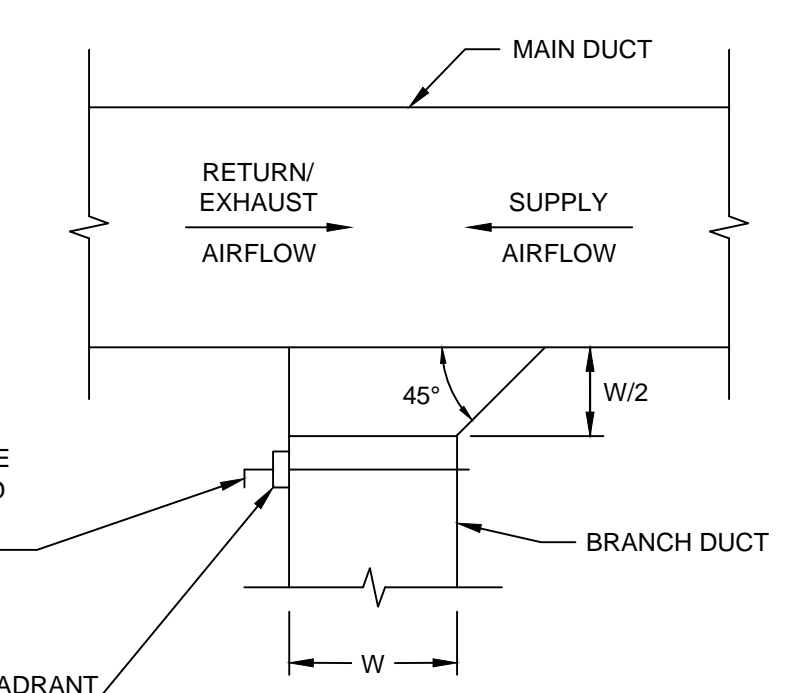 MAIN DUCT
RETURN/
EXHAUST
AIRFLOW
SUPPLY
AIRFLOW
45°
W/2
BRANCH DUCT
W